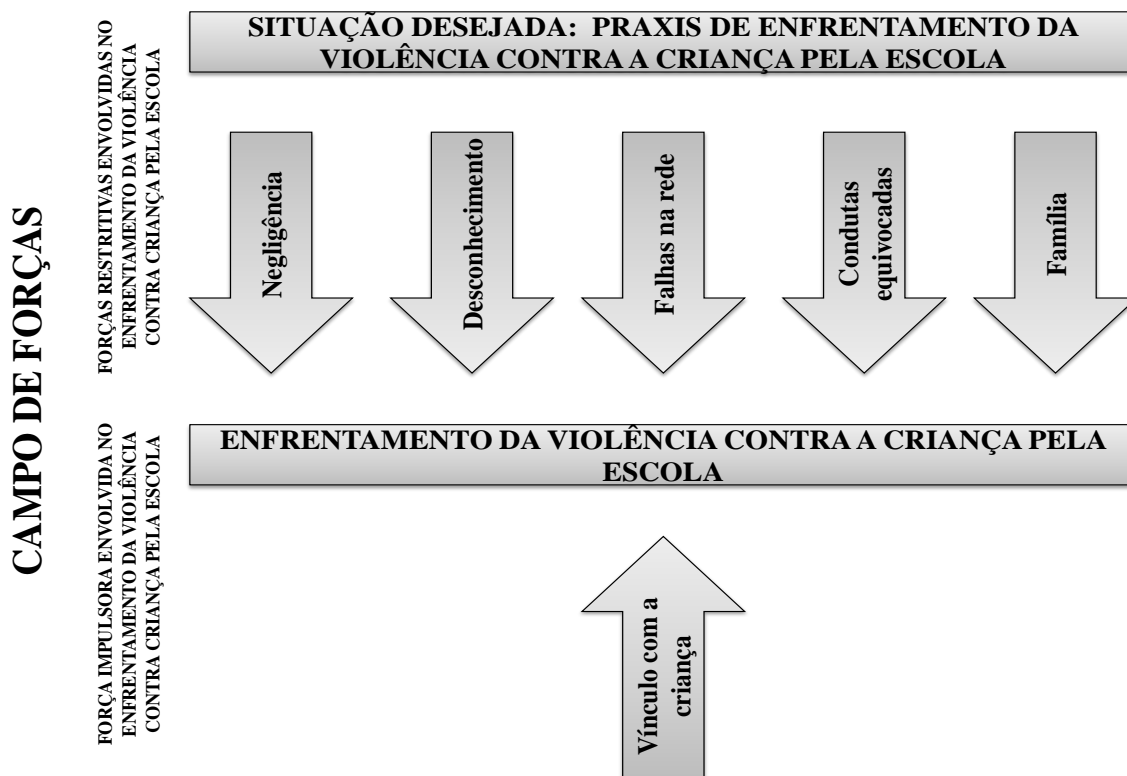 CAMPO DE FORÇAS
FORÇAS RESTRITIVAS ENVOLVIDAS NO
ENFRENTAMENTO DA VIOLÊNCIA
CONTRA CRIANÇA PELA ESCOLA
SITUAÇÃO DESEJADA: PRAXIS DE ENFRENTAMENTO DA
VIOLÊNCIA CONTRA A CRIANÇA PELA ESCOLA
Negligência
Desconhecimento
Falhas na rede
Condutas
equivocadas
Família
FORÇA IMPULSORA ENVOLVIDA NO
ENFRENTAMENTO DA VIOLÊNCIA
CONTRA CRIANÇA PELA ESCOLA
ENFRENTAMENTO DA VIOLÊNCIA CONTRA A CRIANÇA PELA
ESCOLA
Vínculo com a
criança